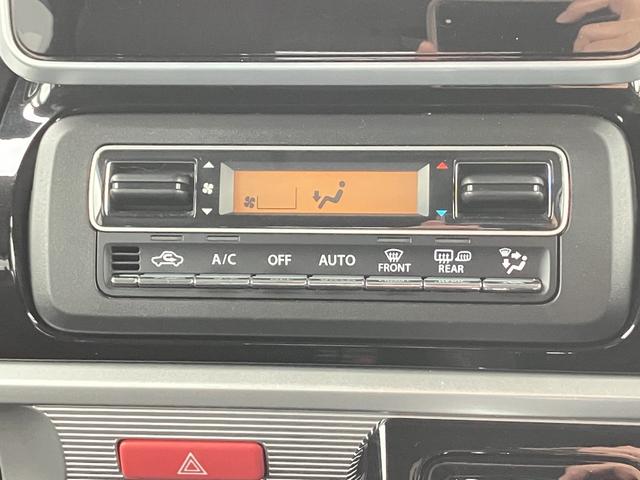 A/C OFF AUTO FRONT REAR